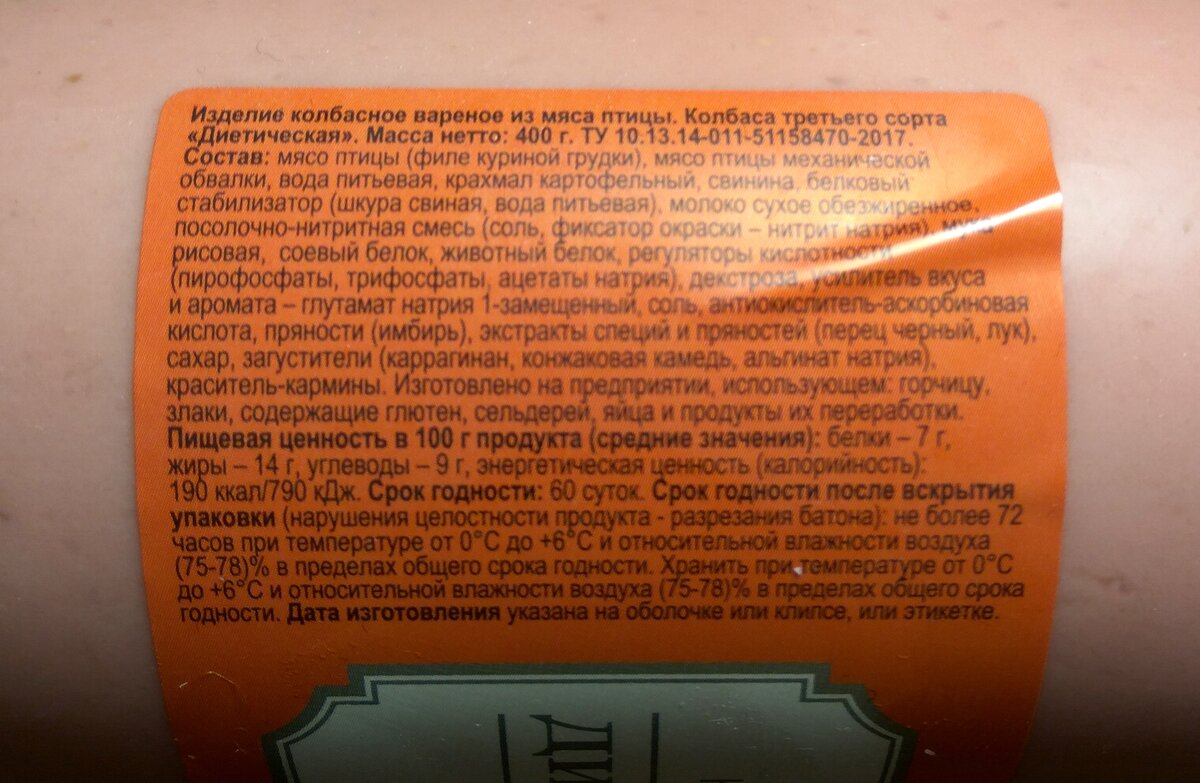 Изделие колбасное вареное из мяса птицы. Колбаса третьего сорта
«Диетическая». Масса нетто: 400 г. ТУ 10.13.14-011-51158470-2017.
Состав: мясо птицы (филе куриной грудки), мясо птицы механической
обвалки, вода питьевая, крахмал картофельный, свинина, белковый
стабилизатор (шкура свиная, вода питьевая), молоко сухое обезжиренное,
посолочно-нитритная смесь (соль, фиксатор окраски – нитрит натрия), мука
рисовая, соевый белок, животный белок, регуляторы кислотности
(пирофосфаты, трифосфаты, ацетаты натрия), декстроза, усилитель вкуса
и аромата – глутамат натрия 1-замещенный, соль, антиокислитель-аскорбиновая
кислота, пряности (имбирь), экстракты специй и пряностей (перец черный, лук),
сахар, загустители (каррагинан, конжаковая камедь, альгинат натрия),
краситель-кармины. Изготовлено на предприятии, использующем: горчицу,
злаки, содержащие глютен, сельдерей, яйца и продукты их переработки.
Пищевая ценность в 100 г продукта (средние значения): белки – 7 г,
жиры – 14 г, углеводы – 9 г, энергетическая ценность (калорийность):
190 ккал/790 кДж. Срок годности: 60 суток. Срок годности после вскрытия
упаковки (нарушения целостности продукта - разрезания батона): не более 72
часов при температуре от 0°С до +6°С и относительной влажности воздуха
(75-78)% в пределах общего срока годности. Хранить при температуре от 0°С
до +6°С и относительной влажности воздуха (75-78)% в пределах общего срока
годности. Дата изготовления указана на оболочке или клипсе, или этикетке.